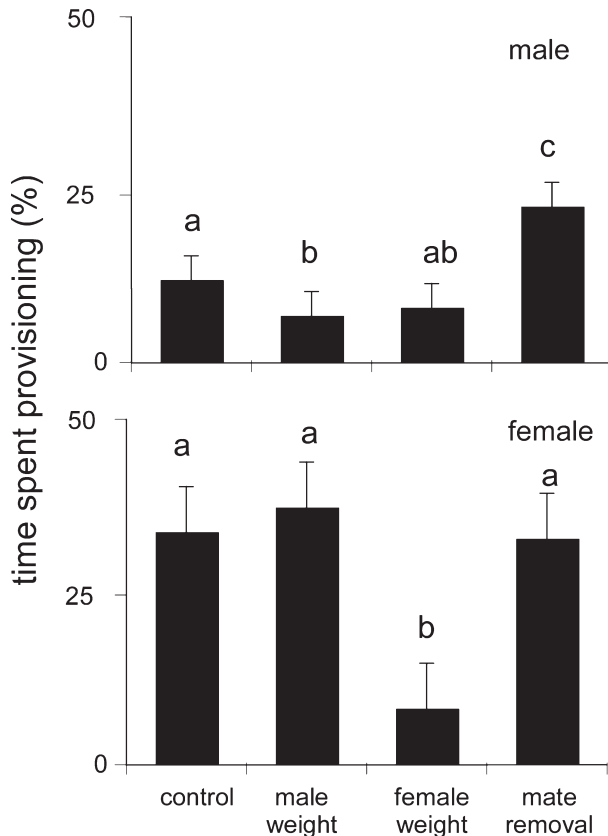 time spent provisioning (%)
50
male
25
0
a
b
ab
c
50
female
25
0
a
a
b
a
control
male
weight
female
weight
mate
removal